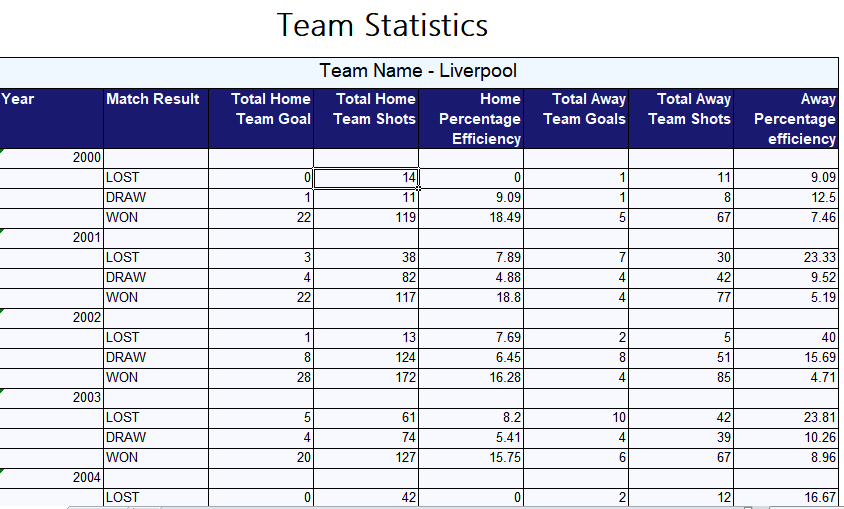 Team Statistics
Team Name - Liverpool
Year Match Result Total Home Team Goal Total Home Team Shots Home Percentage Efficiency Total Away Team Goals Total Away Team Shots Away Percentage efficiency
2000
LOST 0 14 0 1 11 9.09
DRAW 1 11 9.09 1 8 12.5
WON 22 119 18.49 5 67 7.46
2001
LOST 3 38 7.89 7 30 23.33
DRAW 4 82 4.88 4 42 9.52
WON 22 117 18.8 4 77 5.19
2002
LOST 1 13 7.69 2 5 40
DRAW 8 124 6.45 8 51 15.69
WON 28 172 16.28 4 85 4.71
2003
LOST 5 61 8.2 10 42 23.81
DRAW 4 74 5.41 4 39 10.26
WON 20 127 15.75 6 67 8.96
2004
LOST 0 42 0 2 12 16.67